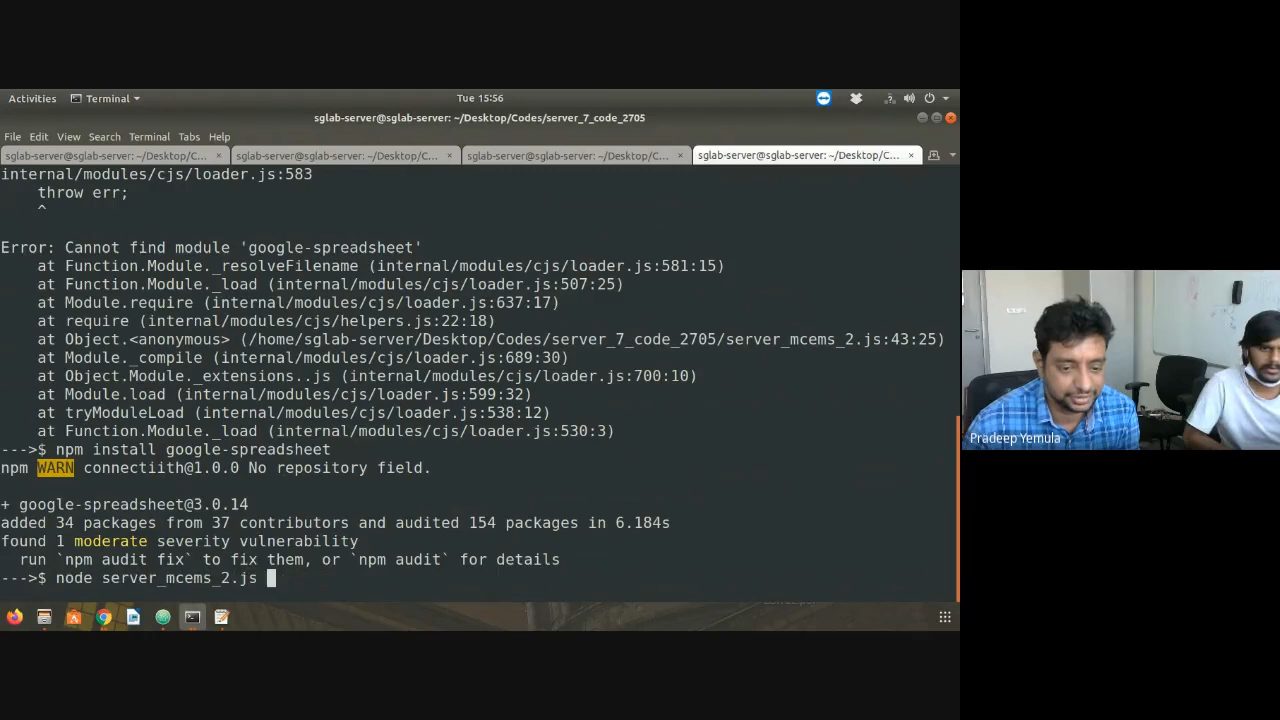 Activities
Terminal
Tue 15:56
sglab-server@sglab-server: ~/Desktop/Codes/server_7_code_2705
File Edit View Search Terminal Tabs Help
sglab-server@sglab-server: ~/Desktop/C...
sglab-server@sglab-server: ~/Desktop/C...
sglab-server@sglab-server: ~/Desktop/C...
sglab-server@sglab-server: ~/Desktop/C...
internal/modules/cjs/loader.js:583
    throw err;
    ^
Error: Cannot find module 'google-spreadsheet'
    at Function.Module._resolveFilename (internal/modules/cjs/loader.js:581:15)
    at Function.Module._load (internal/modules/cjs/loader.js:507:25)
    at Module.require (internal/modules/cjs/loader.js:637:17)
    at require (internal/modules/cjs/helpers.js:22:18)
    at Object.<anonymous> (/home/sglab-server/Desktop/Codes/server_7_code_2705/server_mcems_2.js:43:25)
    at Module._compile (internal/modules/cjs/loader.js:689:30)
    at Object.Module._extensions..js (internal/modules/cjs/loader.js:700:10)
    at Module.load (internal/modules/cjs/loader.js:599:32)
    at tryModuleLoad (internal/modules/cjs/loader.js:538:12)
    at Function.Module._load (internal/modules/cjs/loader.js:530:3)
--->$ npm install google-spreadsheet
npm WARN connectiith@1.0.0 No repository field.
+ google-spreadsheet@3.0.14
added 34 packages from 37 contributors and audited 154 packages in 6.184s
found 1 moderate severity vulnerability
  run `npm audit fix` to fix them, or `npm audit` for details
--->$ node server_mcems_2.js
Pradeep Yemula